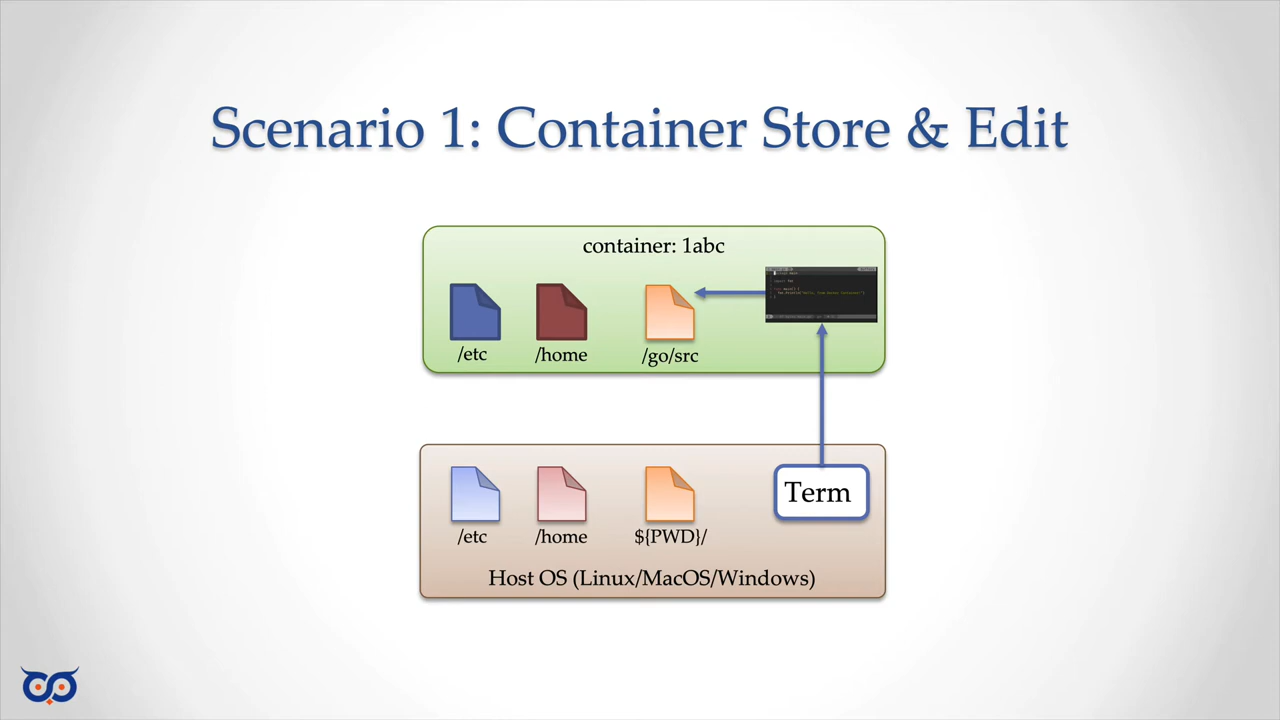 Scenario 1: Container Store & Edit
container: 1abc
/etc
/home
/go/src
/etc
/home
${PWD}/
Term
Host OS (Linux/MacOS/Windows)